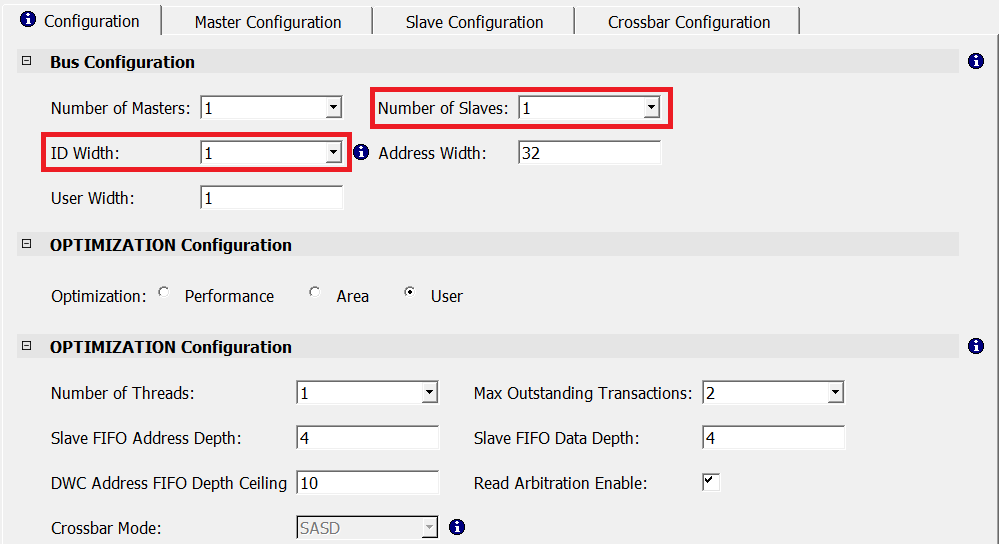 Configuration Master Configuration Slave Configuration Crossbar Configuration
Bus Configuration
Number of Masters: 1 Number of Slaves: 1
ID Width: 1 Address Width: 32
User Width: 1
OPTIMIZATION Configuration
Optimization: Performance Area User
OPTIMIZATION Configuration
Number of Threads: 1 Max Outstanding Transactions: 2
Slave FIFO Address Depth: 4 Slave FIFO Data Depth: 4
DWC Address FIFO Depth Ceiling 10 Read Arbitration Enable:
Crossbar Mode: SASD